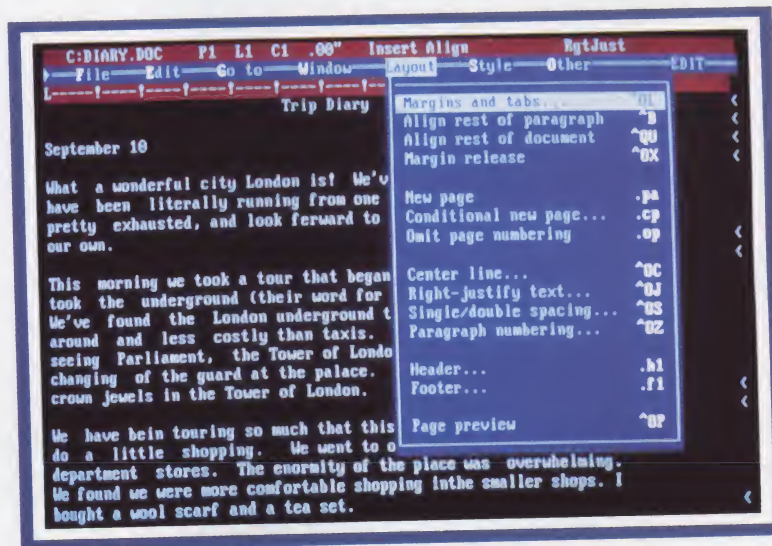 C:DIARY.DOC P1 L1 C1 .00" Insert Align RgtJust
File Edit Go to Window Layout Style Other EDIT
L-----!----!----!----!----!----!----
Trip Diary
September 10
What a wonderful city London is! We'v
have been literally running from one
pretty exhausted, and look ferward to
our own.
This morning we took a tour that began
took the underground (their word for
We've found the London underground t
around and less costly than taxis.
seeing Parliament, the Tower of Londo
changing of the guard at the palace.
crown jewels in the Tower of London.
We have bein touring so much that this
do a little shopping. We went to o
department stores. The enormity of the place was overwhelming.
We found we were more comfortable shopping inthe smaller shops. I
bought a wool scarf and a tea set.
Margins and tabs... ^OL
Align rest of paragraph ^B
Align rest of document ^QU
Margin release ^OX
New page .pa
Conditional new page... .cp
Omit page numbering .op
Center line... ^OC
Right-justify text... ^OJ
Single/double spacing... ^OS
Paragraph numbering... ^OZ
Header... .h1
Footer... .f1
Page preview ^OP